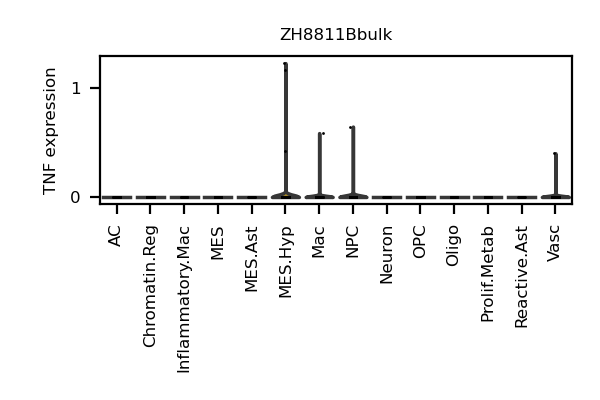 ZH8811Bbulk
TNF expression
1
0
AC
Chromatin.Reg
Inflammatory.Mac
MES
MES.Ast
MES.Hyp
Mac
NPC
Neuron
OPC
Oligo
Prolif.Metab
Reactive.Ast
Vasc